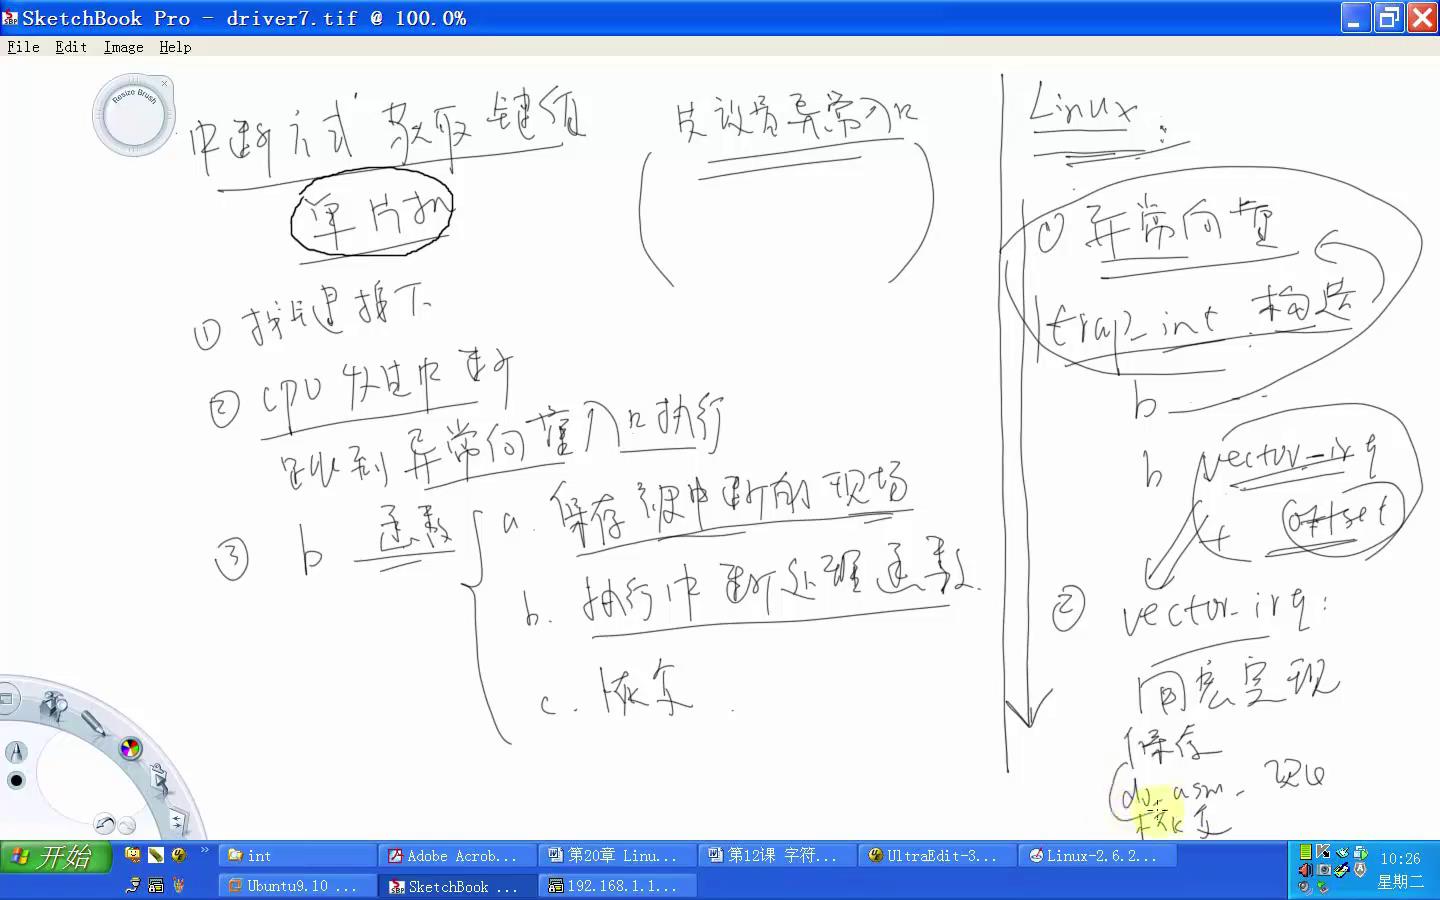 SketchBook Pro - driver7.tif @ 100.0%
File Edit Image Help
Resize Brush
中断方式 获取 键值
单片机
① 按键按下
② CPU 发生中断
跳到异常向量入口执行
③ b 函数
a. 保存被中断的现场
b. 执行中断处理函数.
c. 恢复.
设置异常入口
Linux
① 异常向量
trap_int 构造
b
b vector_irq
+ offset
② vector_irq:
用宏实现
保存
恢复
开始
int
Adobe Acrob...
第20章 Linu...
第12课 字符...
UltraEdit-3...
Linux-2.6.2...
Ubuntu9.10 ...
SketchBook ...
192.168.1.1...
10:26
星期二